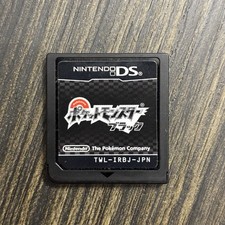 NINTENDO DS
ポケットモンスター
ブラック
Nintendo The Pokémon Company
TWL-IRBJ-JPN